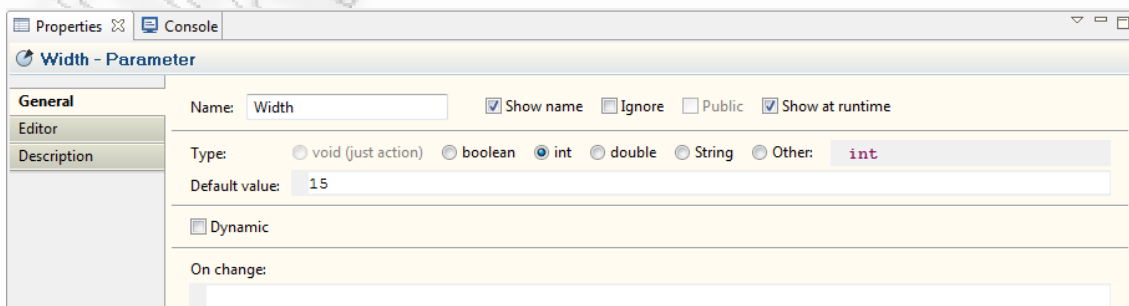 Properties Console
Width - Parameter
General
Editor
Description
Name: Width Show name Ignore Public Show at runtime
Type: void (just action) boolean int double String Other: int
Default value: 15
Dynamic
On change: